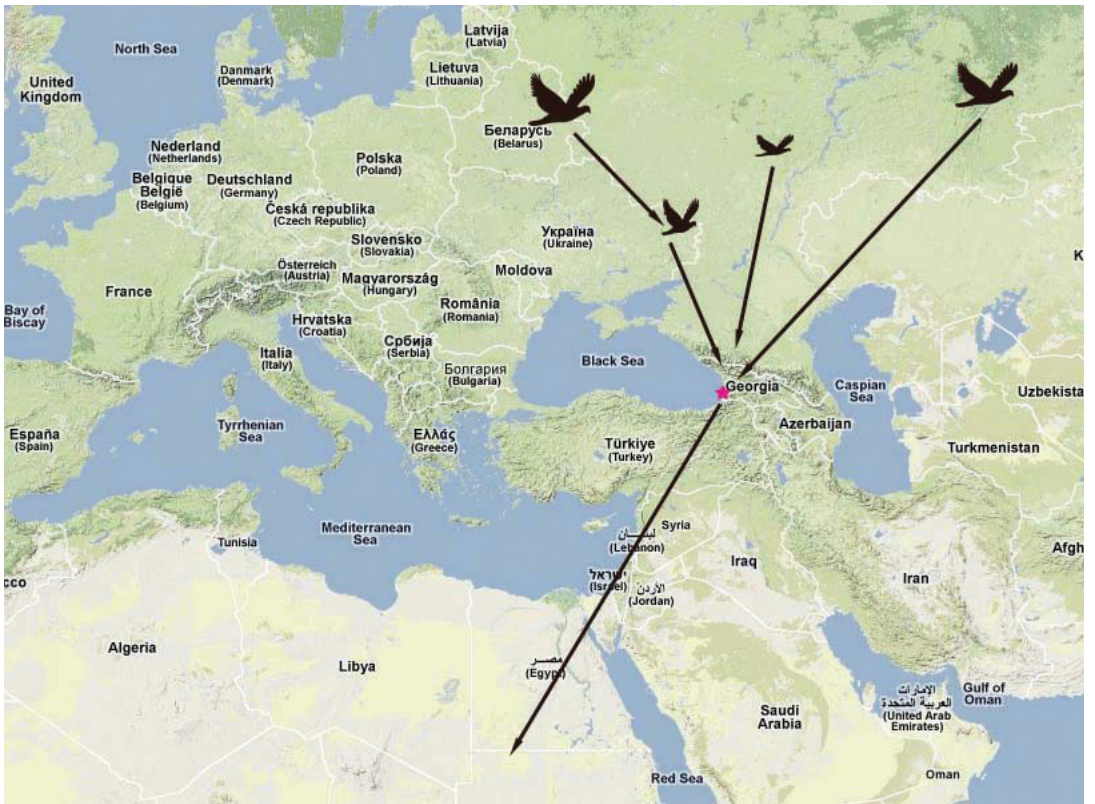 North Sea
Latvija
(Latvia)
Danmark
(Denmark)
Lietuva
(Lithuania)
United
Kingdom
Беларусь
(Belarus)
Nederland
(Netherlands)
Polska
(Poland)
Belgique
België
(Belgium)
Deutschland
(Germany)
Česká republika
(Czech Republic)
Україна
(Ukraine)
Slovensko
(Slovakia)
Österreich
(Austria)
Moldova
K
Magyarország
(Hungary)
France
România
(Romania)
Bay of
Biscay
Hrvatska
(Croatia)
Србија
(Serbia)
Italia
(Italy)
Black Sea
България
(Bulgaria)
Georgia
Caspian
Sea
Uzbekista
Tyrrhenian
Sea
Azerbaijan
España
(Spain)
Ελλάς
(Greece)
Türkiye
(Turkey)
Turkmenistan
Mediterranean
Sea
Syria
Tunisia
لبنان
(Lebanon)
Afgh
Iraq
cco
ישראל
(Israel)
Iran
الأردن
(Jordan)
Algeria
Libya
مصر
(Egypt)
الإمارات
العربية المتحدة
(United Arab
Emirates)
Gulf of
Oman
Saudi
Arabia
Red Sea
Oman